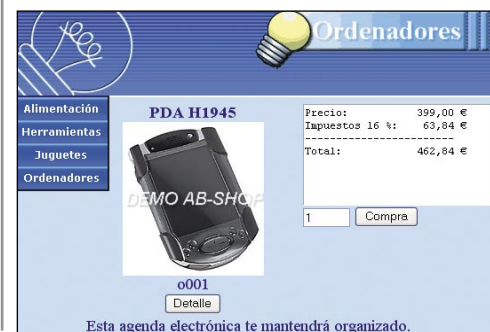 Ordenadores
Alimentación
Herramientas
Juguetes
Ordenadores
PDA H1945
DEMO AB-SHOP
o001
Detalle
Precio: 399,00 €
Impuestos 16 %: 63,84 €
-----------------------
Total: 462,84 €
1 Compra
Esta agenda electrónica te mantendrá organizado.